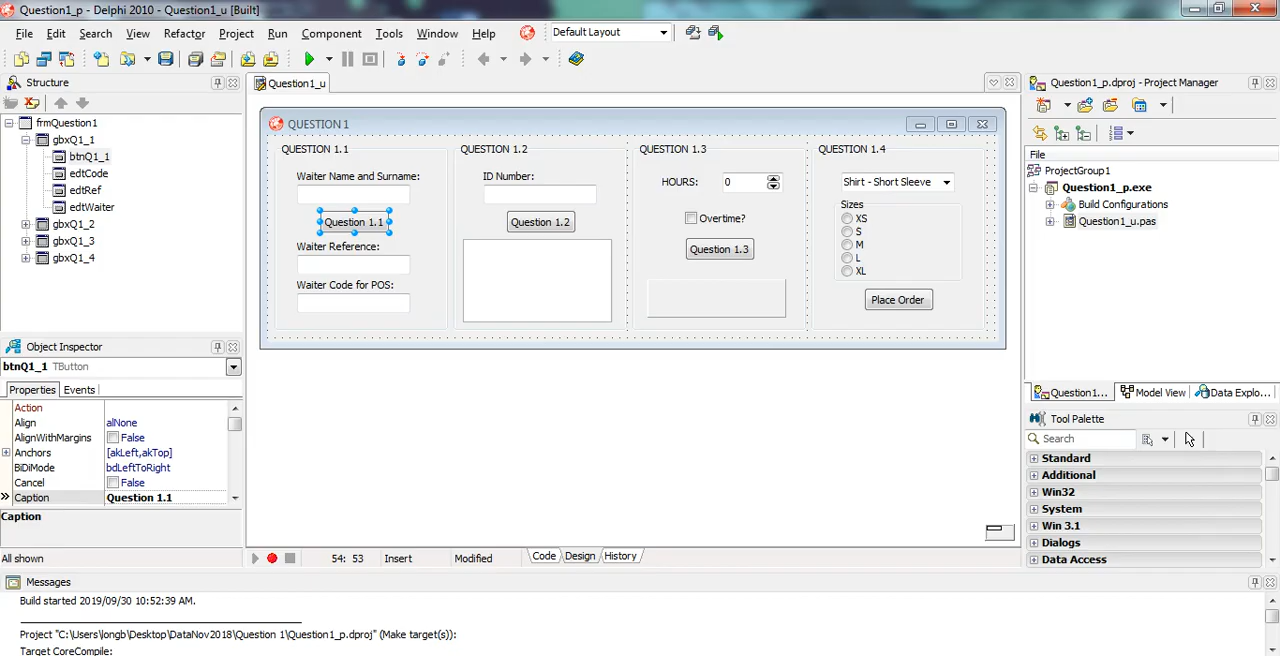 Question1_p - Delphi 2010 - Question1_u [Built]
File Edit Search View Refactor Project Run Component Tools Window Help Default Layout
Structure
frmQuestion1
gbxQ1_1
btnQ1_1
edtCode
edtRef
edtWaiter
gbxQ1_2
gbxQ1_3
gbxQ1_4
Object Inspector
btnQ1_1 TButton
Properties Events
Action
Align alNone
AlignWithMargins False
Anchors [akLeft,akTop]
BiDiMode bdLeftToRight
Cancel False
Caption Question 1.1
Caption
All shown
Question1_u
QUESTION 1
QUESTION 1.1
Waiter Name and Surname:
Question 1.1
Waiter Reference:
Waiter Code for POS:
QUESTION 1.2
ID Number:
Question 1.2
QUESTION 1.3
HOURS: 0
Overtime?
Question 1.3
QUESTION 1.4
Shirt - Short Sleeve
Sizes
XS
S
M
L
XL
Place Order
54: 53 Insert Modified Code Design History
Question1_p.dproj - Project Manager
File
ProjectGroup1
Question1_p.exe
Build Configurations
Question1_u.pas
Question1... Model View Data Explo...
Tool Palette
Search
Standard
Additional
Win32
System
Win 3.1
Dialogs
Data Access
Messages
Build started 2019/09/30 10:52:39 AM.
Project "C:\Users\longb\Desktop\DataNov2018\Question 1\Question1_p.dproj" (Make target(s)):
Target CoreCompile: